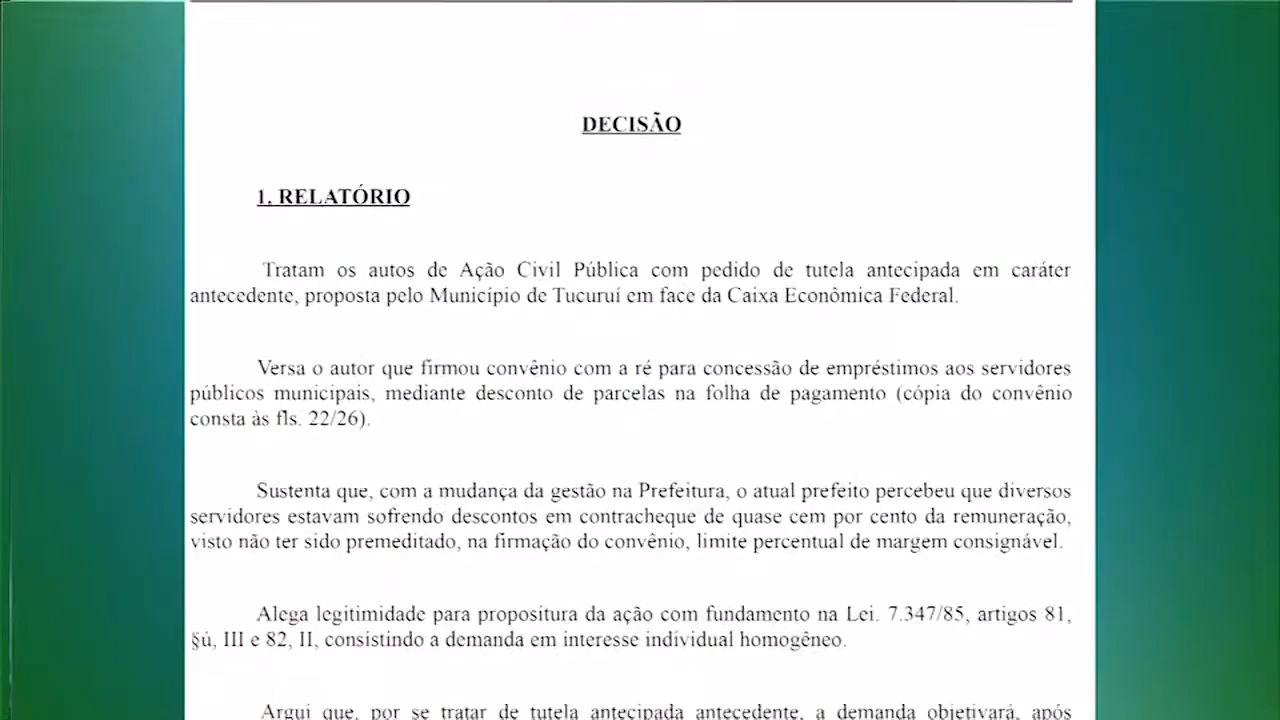 DECISÃO
1. RELATÓRIO
Tratam os autos de Ação Civil Pública com pedido de tutela antecipada em caráter
antecedente, proposta pelo Município de Tucuruí em face da Caixa Econômica Federal.
Versa o autor que firmou convênio com a ré para concessão de empréstimos aos servidores
públicos municipais, mediante desconto de parcelas na folha de pagamento (cópia do convênio
consta às fls. 22/26).
Sustenta que, com a mudança da gestão na Prefeitura, o atual prefeito percebeu que diversos
servidores estavam sofrendo descontos em contracheque de quase cem por cento da remuneração,
visto não ter sido premeditado, na firmação do convênio, limite percentual de margem consignável.
Alega legitimidade para propositura da ação com fundamento na Lei. 7.347/85, artigos 81,
§ú, III e 82, II, consistindo a demanda em interesse individual homogêneo.
Argui que, por se tratar de tutela antecipada antecedente, a demanda objetivará, após